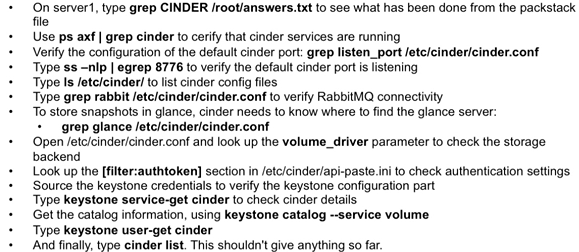 • On server1, type grep CINDER /root/answers.txt to see what has been done from the packstack
file
• Use ps axf | grep cinder to cerify that cinder services are running
• Verify the configuration of the default cinder port: grep listen_port /etc/cinder/cinder.conf
• Type ss –nlp | egrep 8776 to verify the default cinder port is listening
• Type ls /etc/cinder/ to list cinder config files
• Type grep rabbit /etc/cinder/cinder.conf to verify RabbitMQ connectivity
• To store snapshots in glance, cinder needs to know where to find the glance server:
• grep glance /etc/cinder/cinder.conf
• Open /etc/cinder/cinder.conf and look up the volume_driver parameter to check the storage
backend
• Look up the [filter:authtoken] section in /etc/cinder/api-paste.ini to check authentication settings
• Source the keystone credentials to verify the keystone configuration part
• Type keystone service-get cinder to check cinder details
• Get the catalog information, using keystone catalog --service volume
• Type keystone user-get cinder
• And finally, type cinder list. This shouldn't give anything so far.